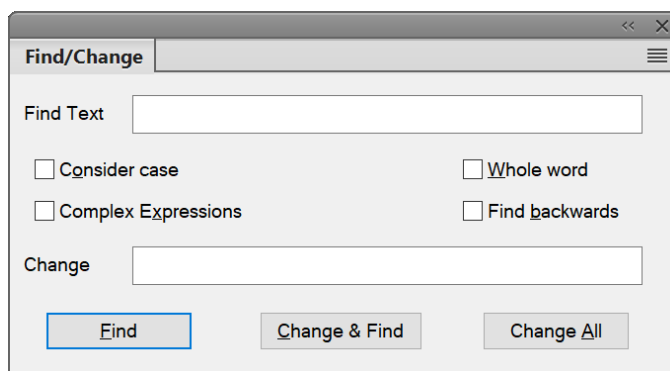 Find/Change
Find Text
Consider case
Whole word
Complex Expressions
Find backwards
Change
Find
Change & Find
Change All